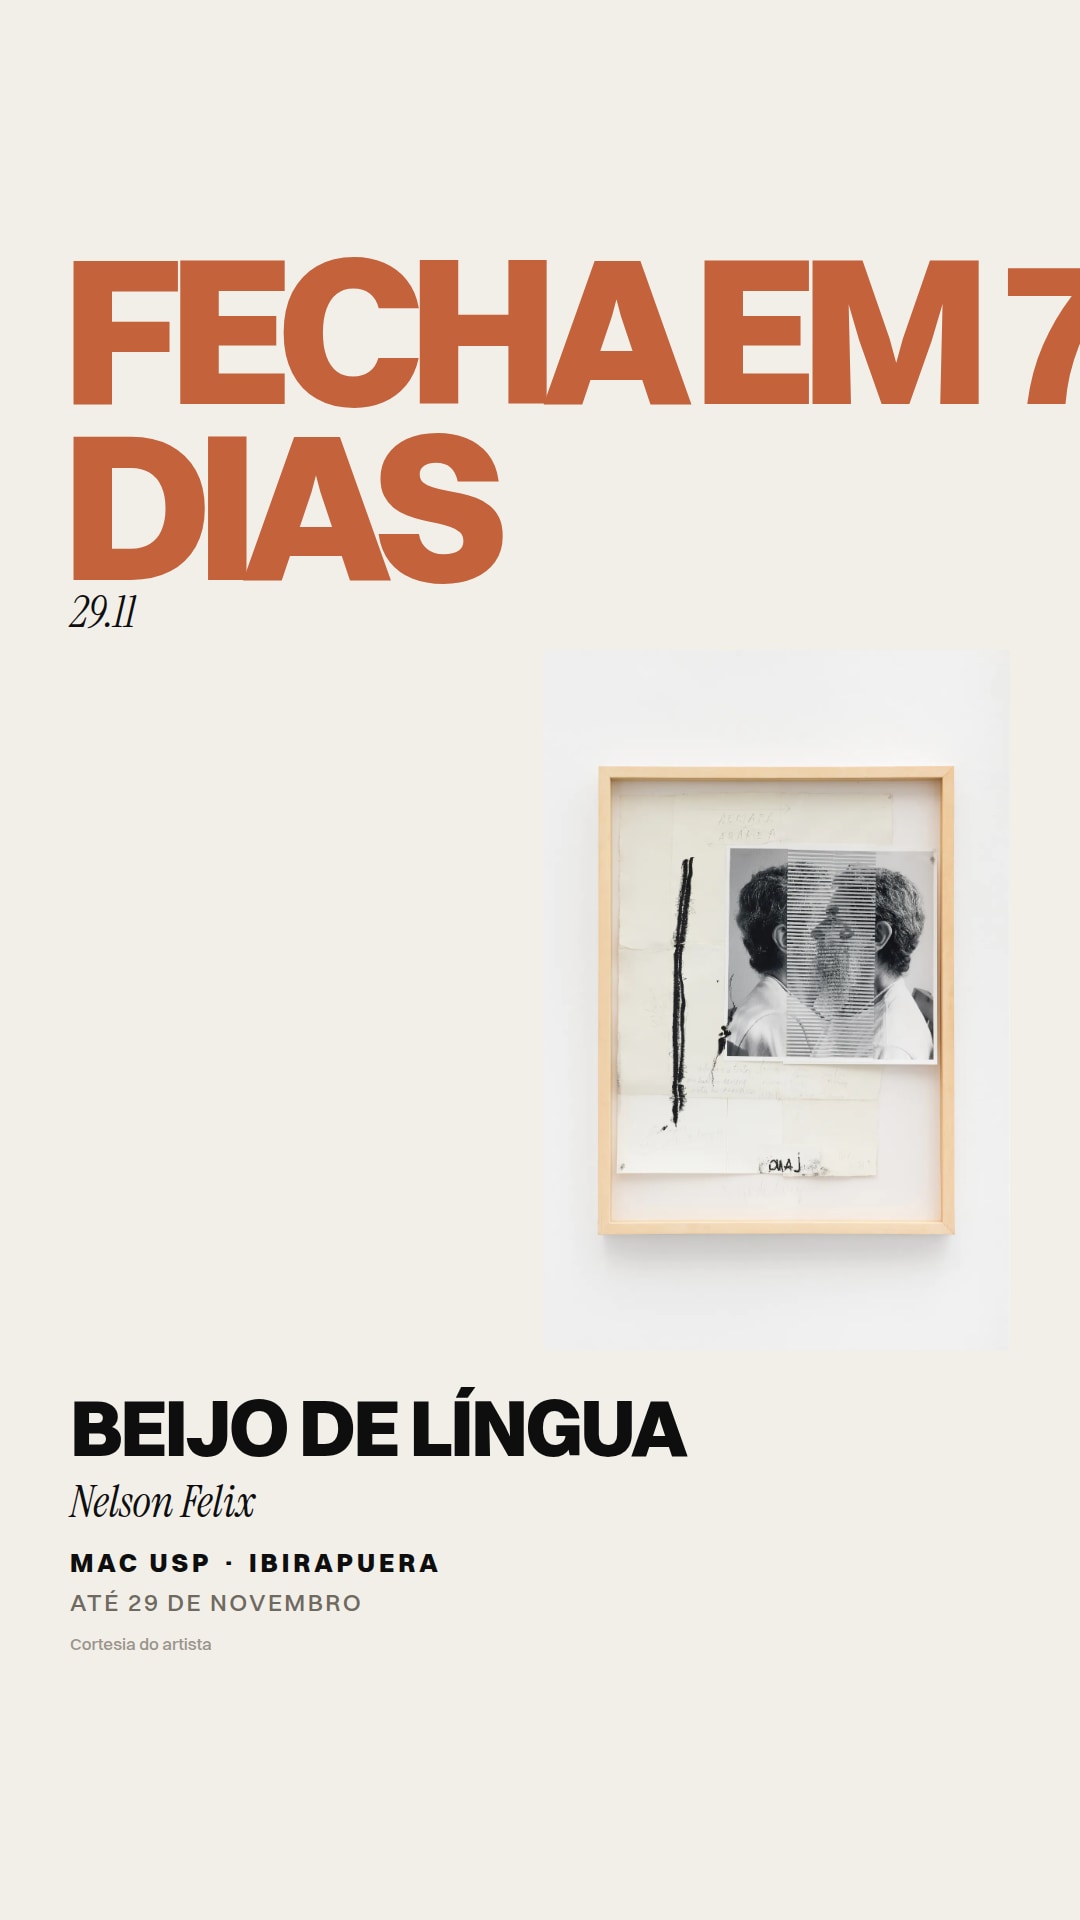 FECHA EM 7
DIAS
29.11
BEIJO DE LÍNGUA
Nelson Felix
MAC USP · IBIRAPUERA
ATÉ 29 DE NOVEMBRO
Cortesia do artista